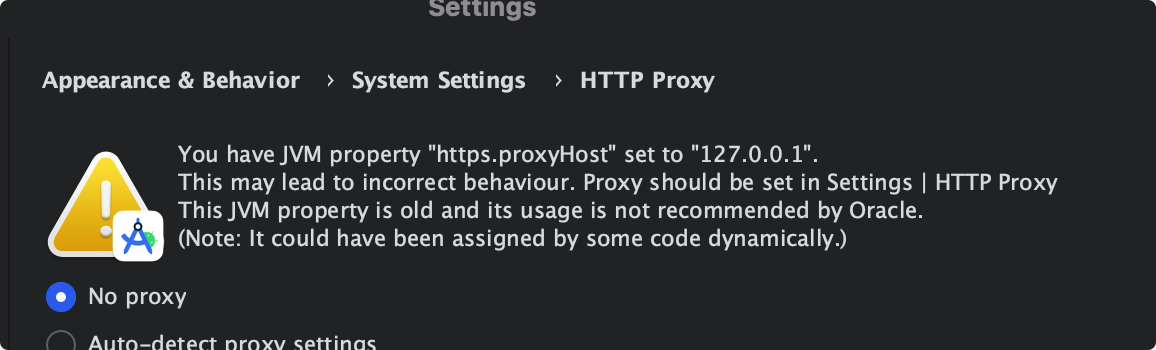 Settings
Appearance & Behavior › System Settings › HTTP Proxy
You have JVM property "https.proxyHost" set to "127.0.0.1".
This may lead to incorrect behaviour. Proxy should be set in Settings | HTTP Proxy
This JVM property is old and its usage is not recommended by Oracle.
(Note: It could have been assigned by some code dynamically.)
No proxy
Auto-detect proxy settings